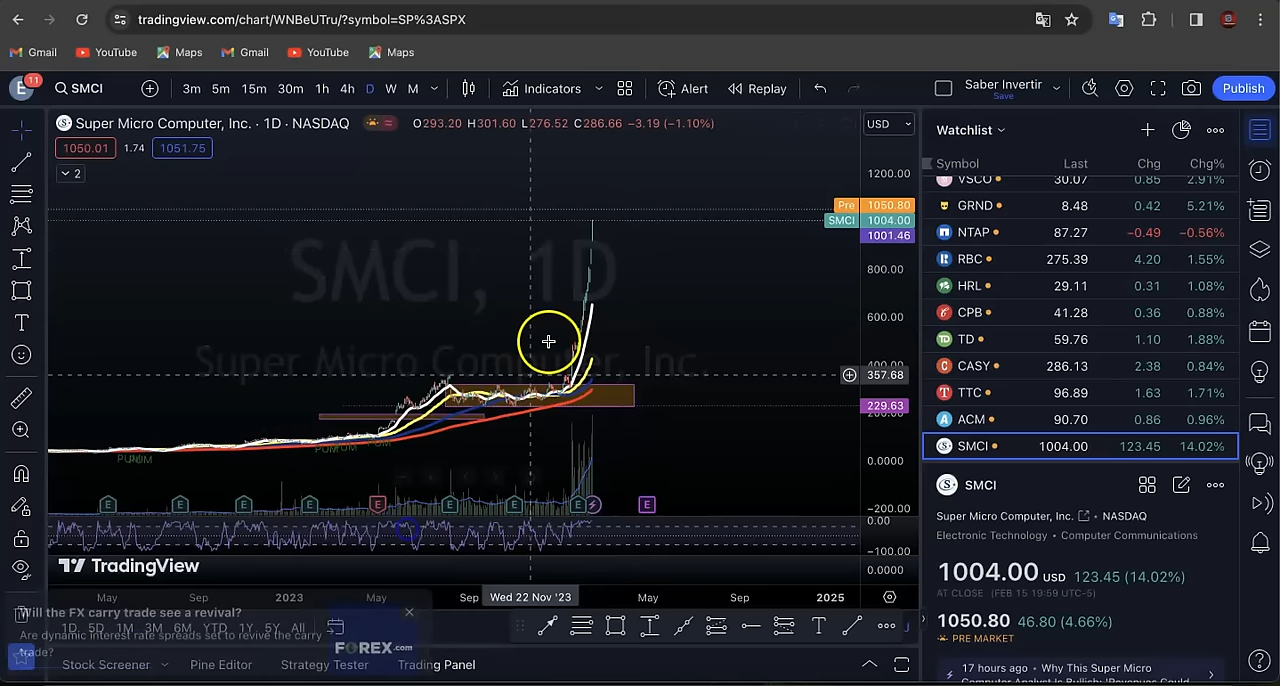 tradingview.com/chart/WNBeUTru/?symbol=SP%3ASPX
Gmail YouTube Maps Gmail YouTube Maps
E 11 SMCI 3m 5m 15m 30m 1h 4h D W M Indicators Alert Replay Saber Invertir Save Publish
Super Micro Computer, Inc. · 1D · NASDAQ O293.20 H301.60 L276.52 C286.66 −3.19 (−1.10%) USD
1050.01 1.74 1051.75
2
1200.00
Pre 1050.80
SMCI 1004.00
1001.46
800.00
600.00
400.00
357.68
229.63
200.00
0.0000
−200.00
0.00
−100.00
0.0000
SMCI, 1D
Super Micro Computer, Inc.
E E E E E E E E E
TradingView
May Sep 2023 May Sep Wed 22 Nov '23 May Sep 2025
Will the FX carry trade see a revival?
Are dynamic interest rate spreads set to revive the carry
trade?
FOREX.com
1D 5D 1M 3M 6M YTD 1Y 5Y All
Stock Screener Pine Editor Strategy Tester Trading Panel
Watchlist
Symbol Last Chg Chg%
VSCO 30.07 0.85 2.91%
GRND 8.48 0.42 5.21%
NTAP 87.27 −0.49 −0.56%
RBC 275.39 4.20 1.55%
HRL 29.11 0.31 1.08%
CPB 41.28 0.36 0.88%
TD 59.76 1.10 1.88%
CASY 286.13 2.38 0.84%
TTC 96.89 1.63 1.71%
ACM 90.70 0.86 0.96%
SMCI 1004.00 123.45 14.02%
SMCI
Super Micro Computer, Inc. NASDAQ
Electronic Technology • Computer Communications
1004.00 USD 123.45 (14.02%)
AT CLOSE (FEB 15 19:59 UTC-5)
1050.80 46.80 (4.66%)
PRE MARKET
17 hours ago • Why This Super Micro
Computer Analyst Is Bullish: 'Revenues Could